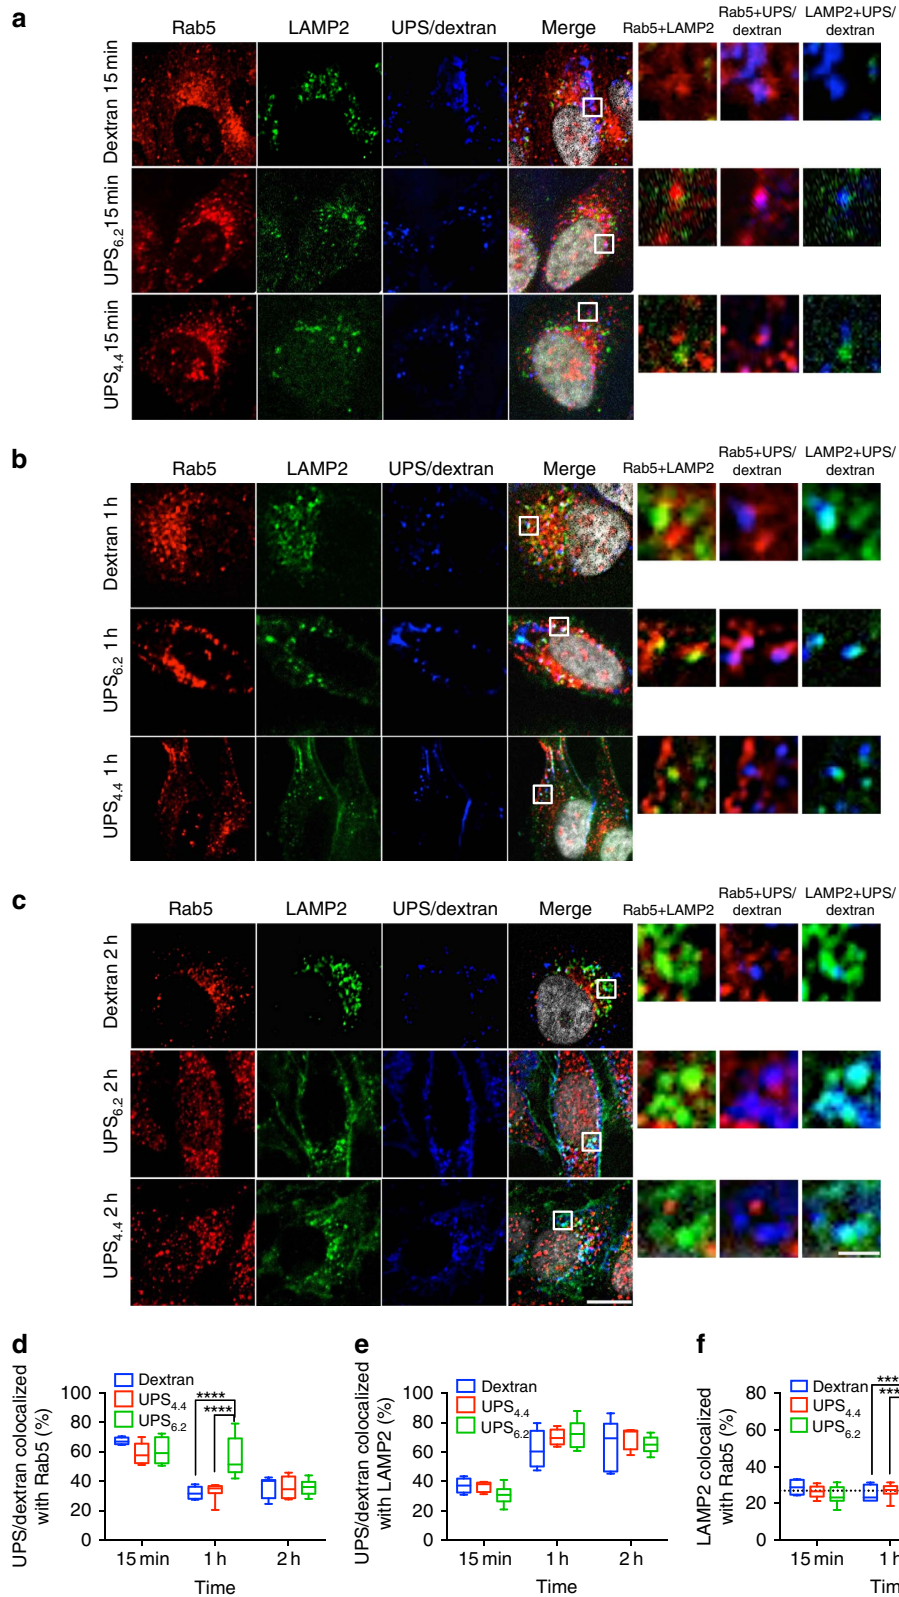 a
Rab5 LAMP2 UPS/dextran Merge Rab5+LAMP2 Rab5+UPS/dextran LAMP2+UPS/dextran
Dextran 15 min
UPS6.2 15 min
UPS4.4 15 min
b
Rab5 LAMP2 UPS/dextran Merge Rab5+LAMP2 Rab5+UPS/dextran LAMP2+UPS/dextran
Dextran 1 h
UPS6.2 1 h
UPS4.4 1 h
c
Rab5 LAMP2 UPS/dextran Merge Rab5+LAMP2 Rab5+UPS/dextran LAMP2+UPS/dextran
Dextran 2 h
UPS6.2 2 h
UPS4.4 2 h
d
UPS/dextran colocalized
with Rab5 (%)
100
80
60
40
20
0
Dextran
UPS4.4
UPS6.2
****
****
15 min 1 h 2 h
Time
e
UPS/dextran colocalized
with LAMP2 (%)
100
80
60
40
20
0
Dextran
UPS4.4
UPS6.2
15 min 1 h 2 h
Time
f
LAMP2 colocalized
with Rab5 (%)
80
60
40
20
0
Dextran
UPS4.4
UPS6.2
15 min